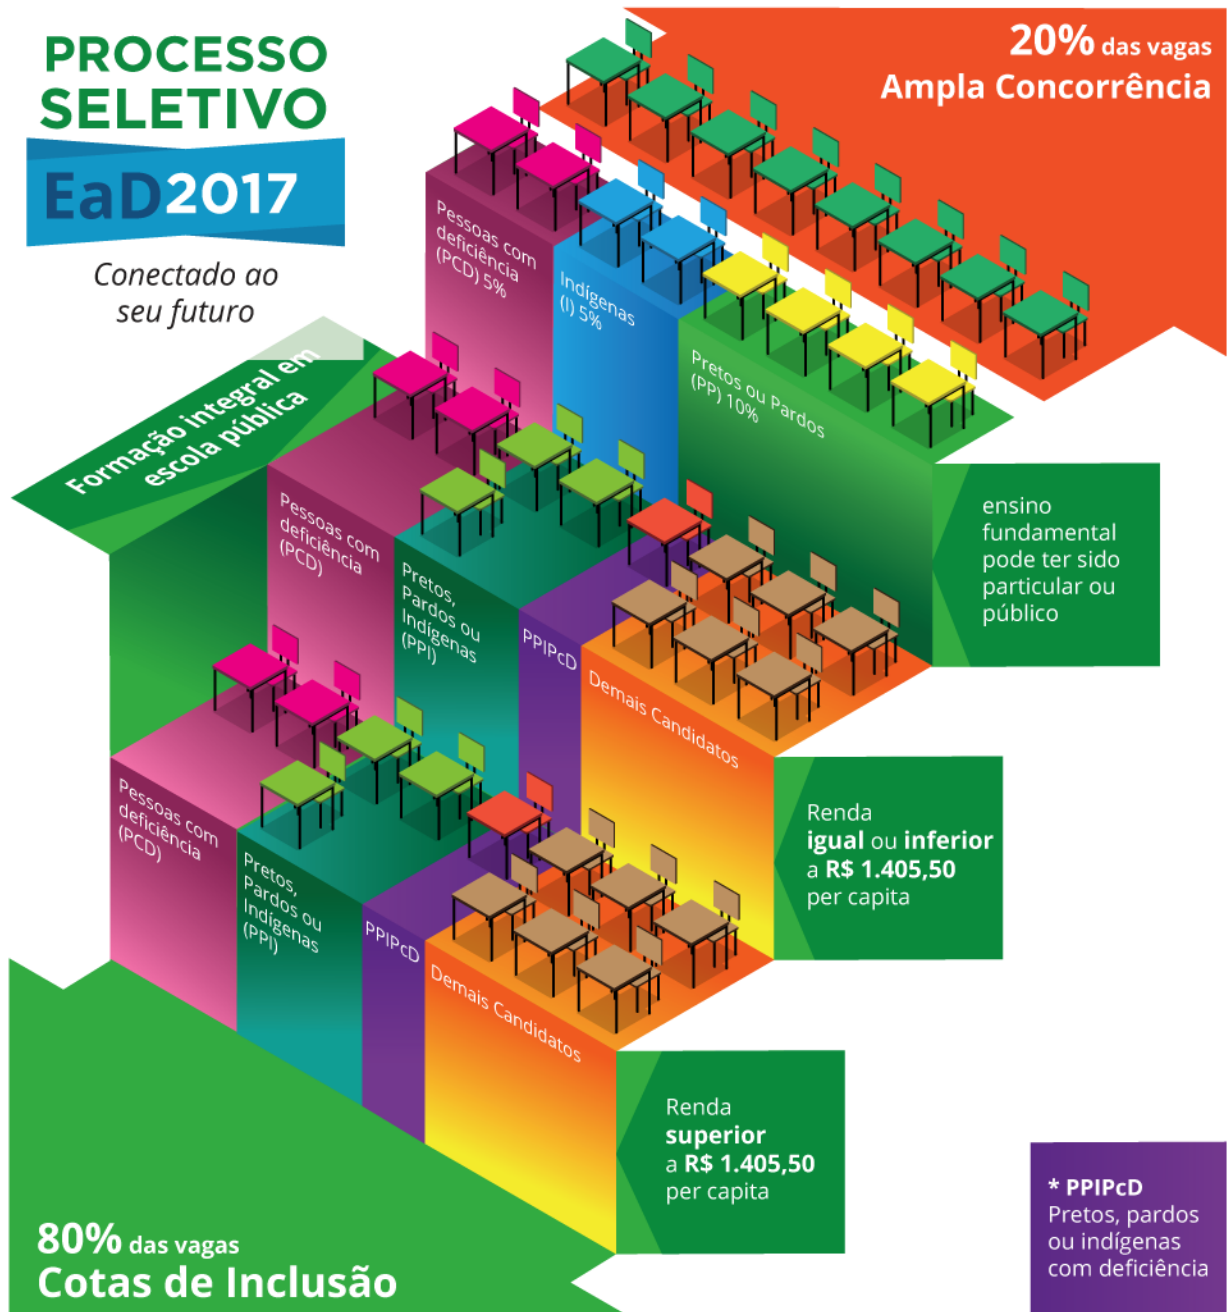 PROCESSO
SELETIVO
EaD2017
Conectado ao
seu futuro
20% das vagas
Ampla Concorrência
Pessoas com
deficiência
(PCD) 5%
Indígenas
(I) 5%
Pretos ou Pardos
(PP) 10%
ensino
fundamental
pode ter sido
particular ou
público
Formação integral em
escola pública
Pessoas com
deficiência
(PCD)
Pretos,
Pardos ou
Indígenas
(PPI)
PPIPcD
Demais Candidatos
Renda
igual ou inferior
a R$ 1.405,50
per capita
Pessoas com
deficiência
(PCD)
Pretos,
Pardos ou
Indígenas
(PPI)
PPIPcD
Demais Candidatos
Renda
superior
a R$ 1.405,50
per capita
80% das vagas
Cotas de Inclusão
* PPIPcD
Pretos, pardos
ou indígenas
com deficiência